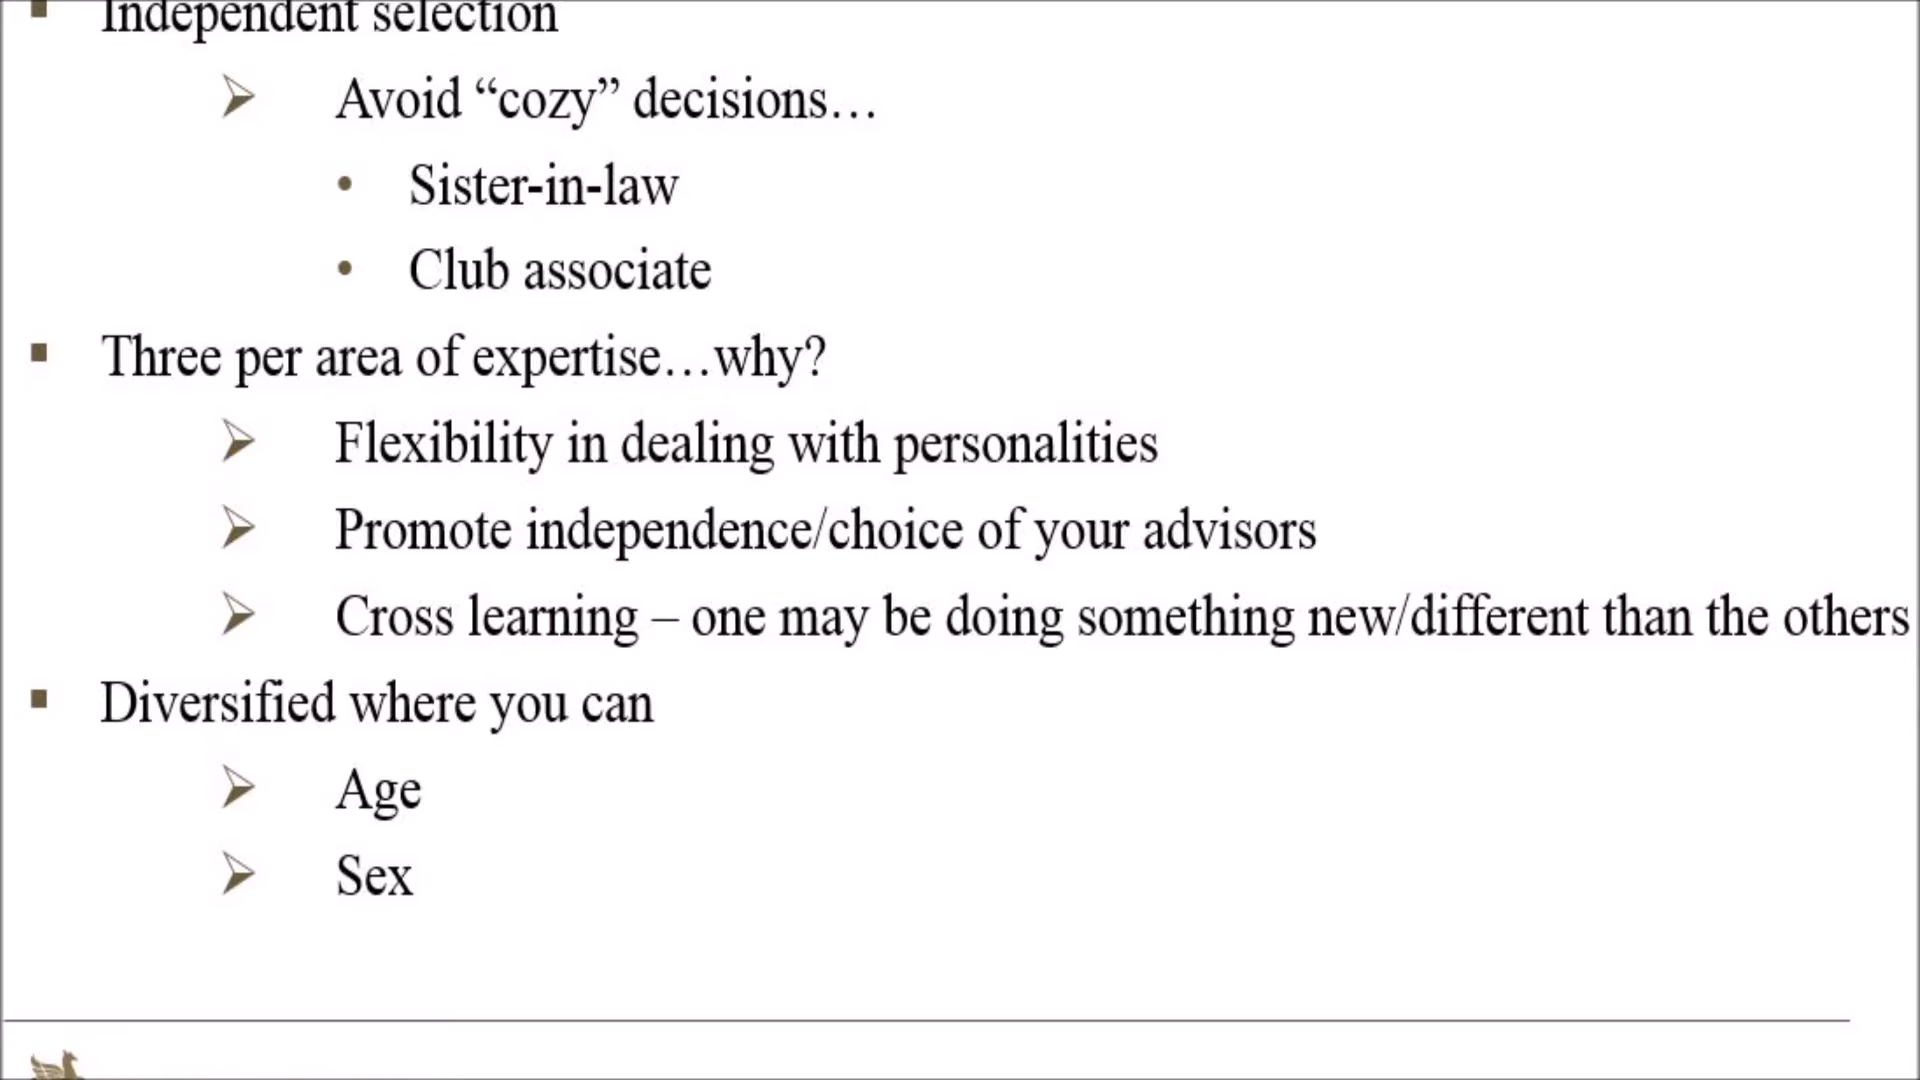 Independent selection
Avoid “cozy” decisions…
Sister-in-law
Club associate
Three per area of expertise…why?
Flexibility in dealing with personalities
Promote independence/choice of your advisors
Cross learning – one may be doing something new/different than the others
Diversified where you can
Age
Sex